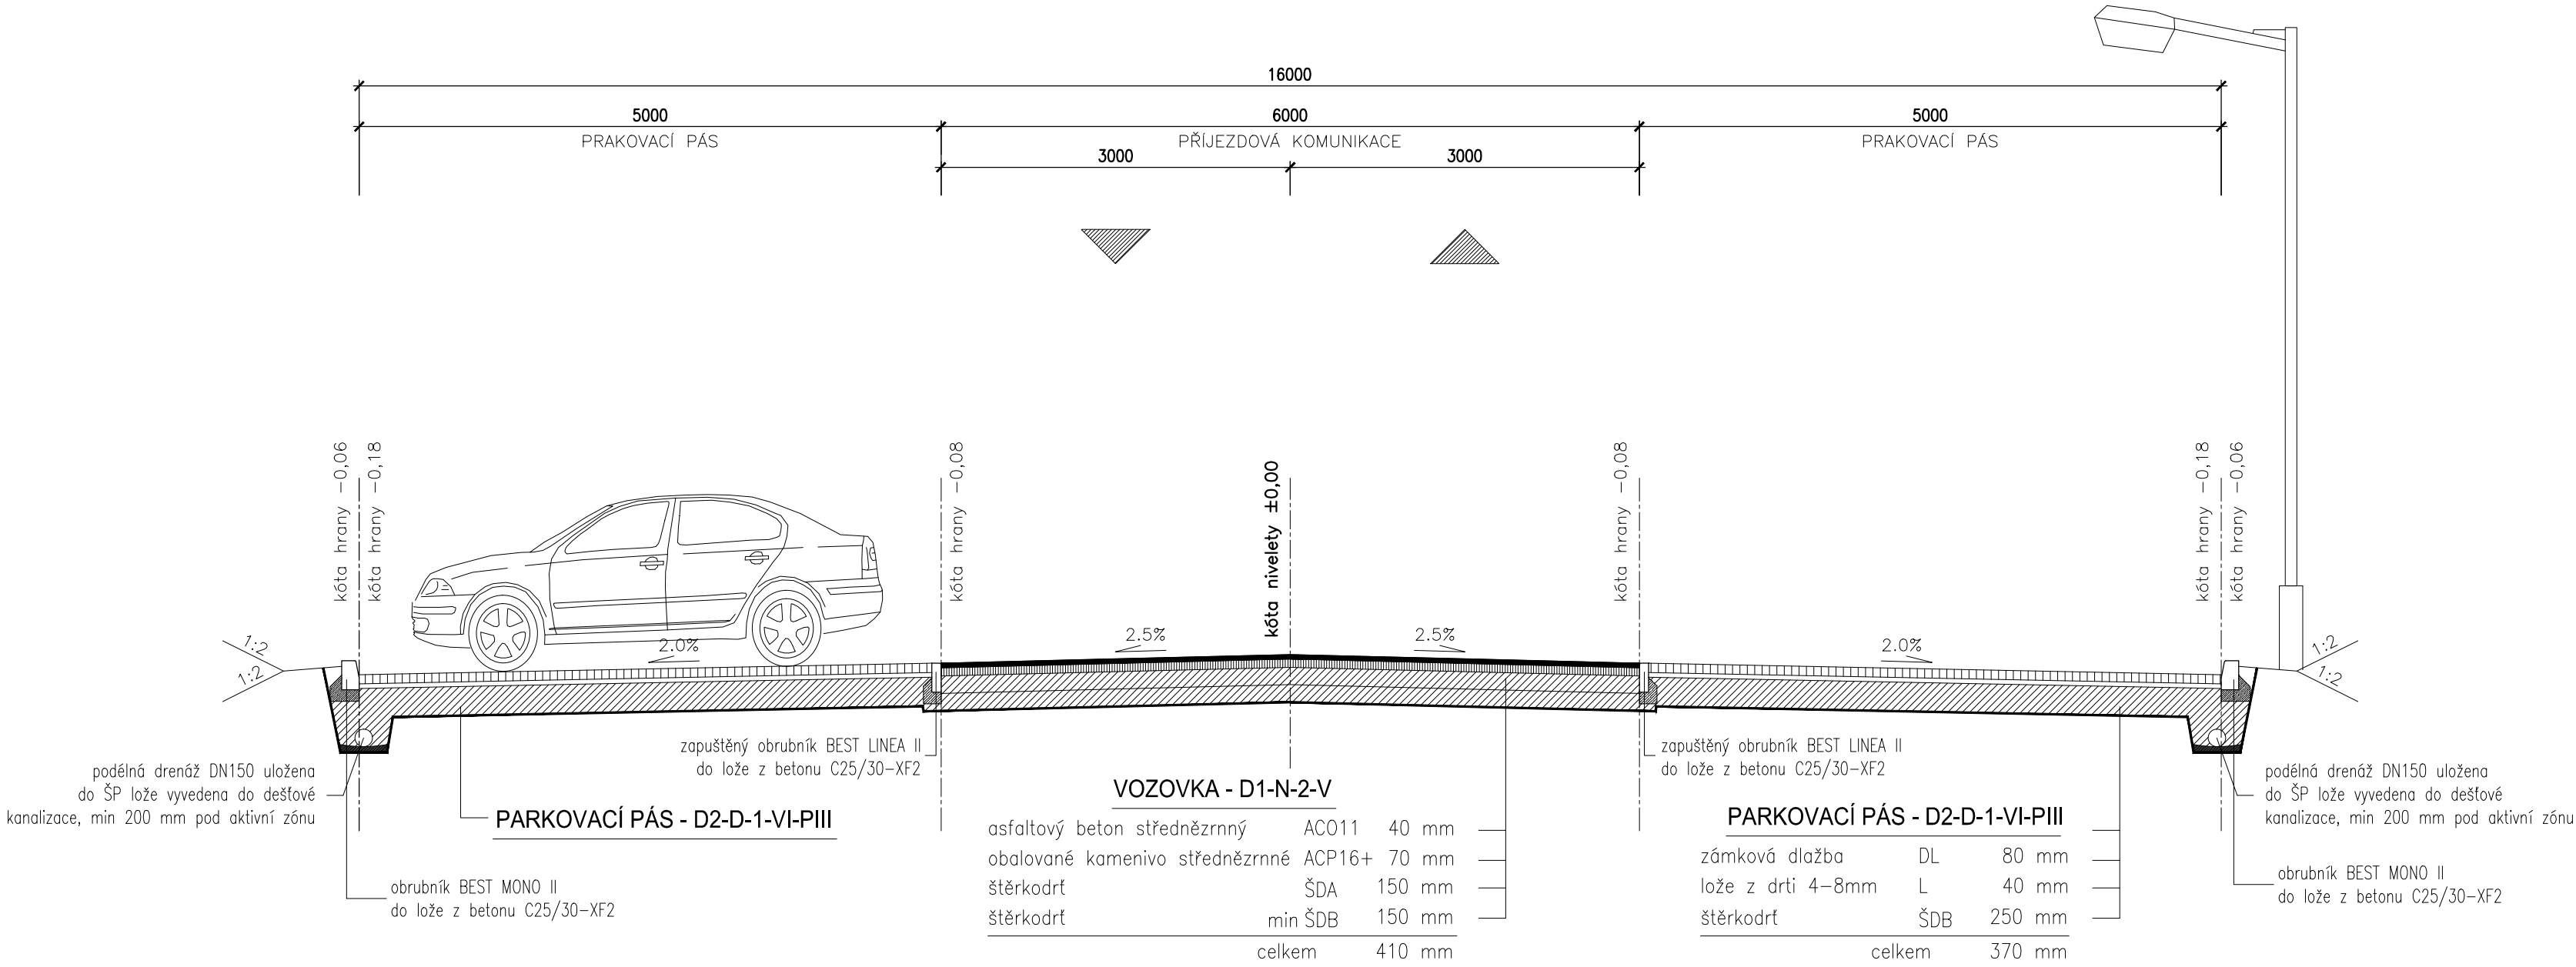 16000
5000
6000
5000
PRAKOVACÍ PÁS
PŘÍJEZDOVÁ KOMUNIKACE
PRAKOVACÍ PÁS
3000
3000
kóta hrany -0,06
kóta hrany -0,18
kóta hrany -0,08
kóta nivelety ±0,00
kóta hrany -0,08
kóta hrany -0,18
kóta hrany -0,06
1:2
1:2
2.0%
2.5%
2.5%
2.0%
1:2
1:2
podélná drenáž DN150 uložena
do ŠP lože vyvedena do dešťové
kanalizace, min 200 mm pod aktivní zónu
zapuštěný obrubník BEST LINEA II
do lože z betonu C25/30-XF2
zapuštěný obrubník BEST LINEA II
do lože z betonu C25/30-XF2
podélná drenáž DN150 uložena
do ŠP lože vyvedena do dešťové
kanalizace, min 200 mm pod aktivní zónu
PARKOVACÍ PÁS - D2-D-1-VI-PIII
obrubník BEST MONO II
do lože z betonu C25/30-XF2
VOZOVKA - D1-N-2-V
asfaltový beton střednězrnný ACO11 40 mm
obalované kamenivo střednězrnné ACP16+ 70 mm
štěrkodrť ŠDA 150 mm
štěrkodrť min ŠDB 150 mm
celkem 410 mm
PARKOVACÍ PÁS - D2-D-1-VI-PIII
zámková dlažba DL 80 mm
lože z drti 4-8mm L 40 mm
štěrkodrť ŠDB 250 mm
celkem 370 mm
obrubník BEST MONO II
do lože z betonu C25/30-XF2